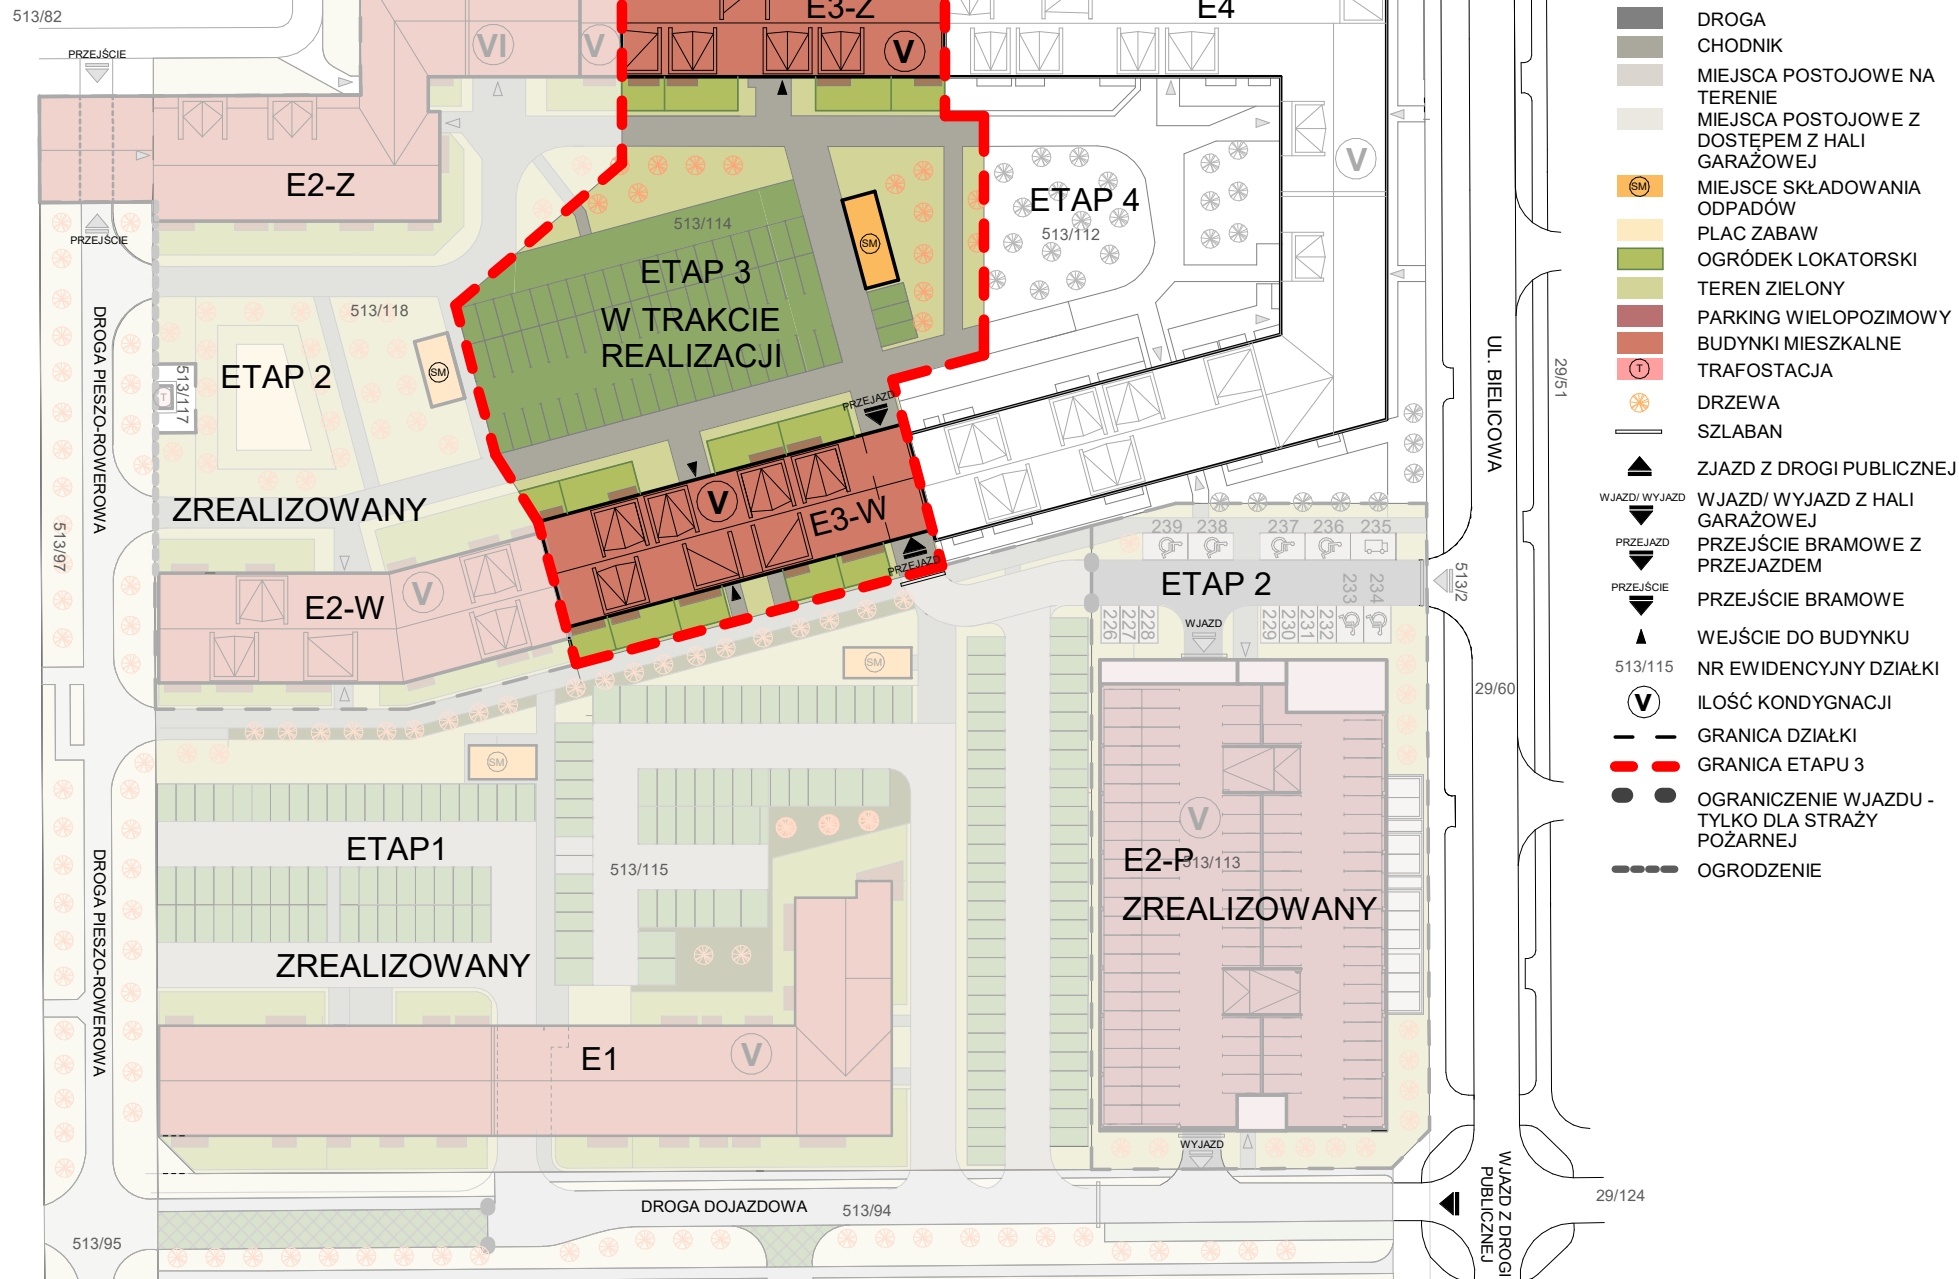 513/82
E3-Z
E4
PRZEJŚCIE
VI
V
V
V
E2-Z
PRZEJŚCIE
ETAP 4
513/112
513/114
SM
ETAP 3
W TRAKCIE
REALIZACJI
513/118
DROGA PIESZO-ROWEROWA
ETAP 2
SM
513/117
T
PRZEJAZD
UL. BIELICOWA
29/51
ZREALIZOWANY
513/97
V
E3-W
PRZEJAZD
239
238
237
236
235
ETAP 2
513/2
233
234
226
227
228
229
230
231
232
WJAZD
E2-W
V
SM
29/60
SM
ETAP1
513/115
V
E2-P
513/113
ZREALIZOWANY
DROGA PIESZO-ROWEROWA
ZREALIZOWANY
E1
V
WYJAZD
DROGA DOJAZDOWA
513/94
WJAZD Z DROGI
PUBLICZNEJ
29/124
513/95
DROGA
CHODNIK
MIEJSCA POSTOJOWE NA
TERENIE
MIEJSCA POSTOJOWE Z
DOSTĘPEM Z HALI
GARAŻOWEJ
SM
MIEJSCE SKŁADOWANIA
ODPADÓW
PLAC ZABAW
OGRÓDEK LOKATORSKI
TEREN ZIELONY
PARKING WIELOPOZIMOWY
BUDYNKI MIESZKALNE
T
TRAFOSTACJA
DRZEWA
SZLABAN
ZJAZD Z DROGI PUBLICZNEJ
WJAZD/ WYJAZD
WJAZD/ WYJAZD Z HALI
GARAŻOWEJ
PRZEJAZD
PRZEJŚCIE BRAMOWE Z
PRZEJAZDEM
PRZEJŚCIE
PRZEJŚCIE BRAMOWE
WEJŚCIE DO BUDYNKU
513/115
NR EWIDENCYJNY DZIAŁKI
V
ILOŚĆ KONDYGNACJI
GRANICA DZIAŁKI
GRANICA ETAPU 3
OGRANICZENIE WJAZDU -
TYLKO DLA STRAŻY
POŻARNEJ
OGRODZENIE